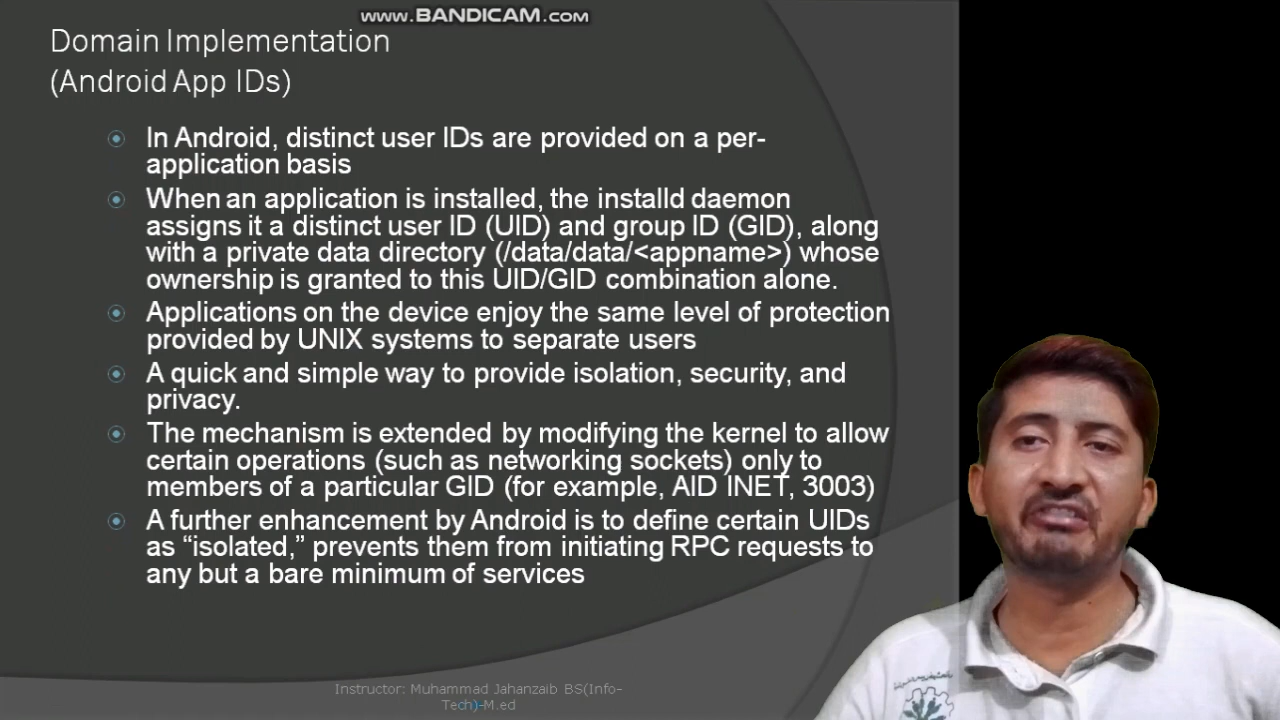 www.BANDICAM.com
Domain Implementation
(Android App IDs)
In Android, distinct user IDs are provided on a per-
application basis
When an application is installed, the installd daemon
assigns it a distinct user ID (UID) and group ID (GID), along
with a private data directory (/data/data/<appname>) whose
ownership is granted to this UID/GID combination alone.
Applications on the device enjoy the same level of protection
provided by UNIX systems to separate users
A quick and simple way to provide isolation, security, and
privacy.
The mechanism is extended by modifying the kernel to allow
certain operations (such as networking sockets) only to
members of a particular GID (for example, AID INET, 3003)
A further enhancement by Android is to define certain UIDs
as “isolated,” prevents them from initiating RPC requests to
any but a bare minimum of services
Instructor: Muhammad Jahanzaib BS(Info-
Tech)-M.ed